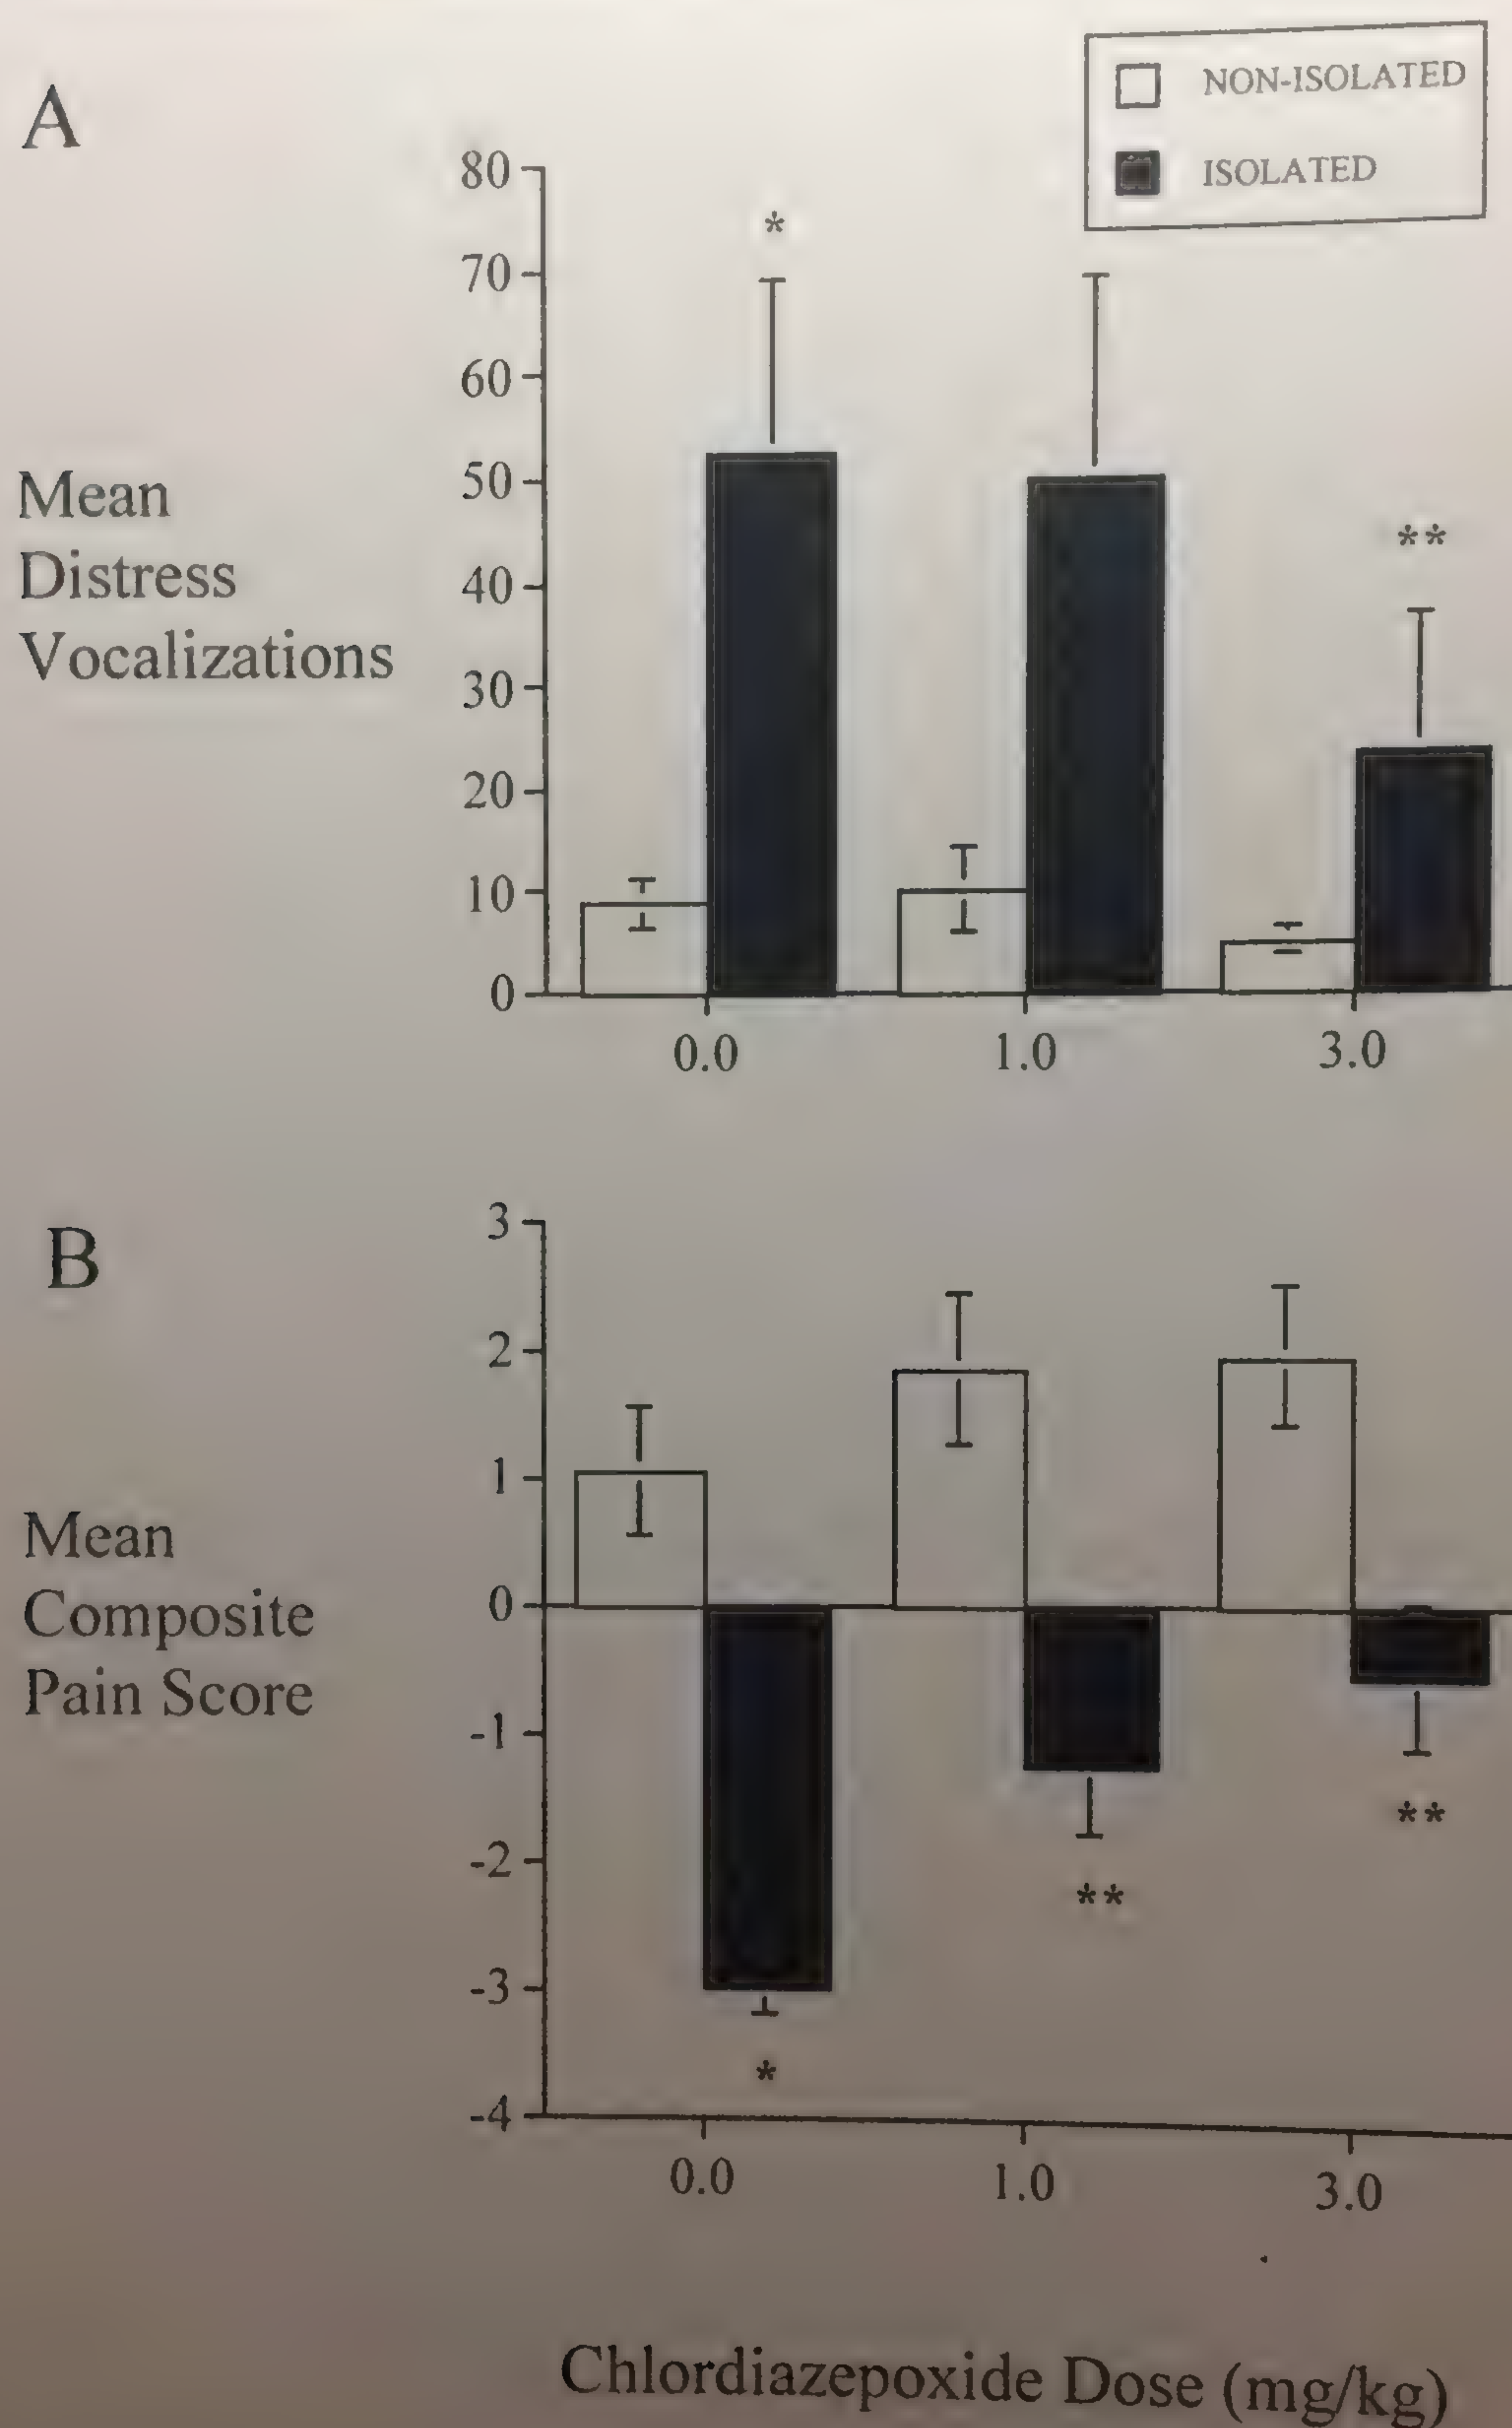 A
NON-ISOLATED
ISOLATED
80
70
60
50
40
30
20
10
0
*
**
Mean
Distress
Vocalizations
0.0 1.0 3.0
B
3
2
1
0
-1
-2
-3
-4
Mean
Composite
Pain Score
**
**
*
0.0 1.0 3.0
Chlordiazepoxide Dose (mg/kg)